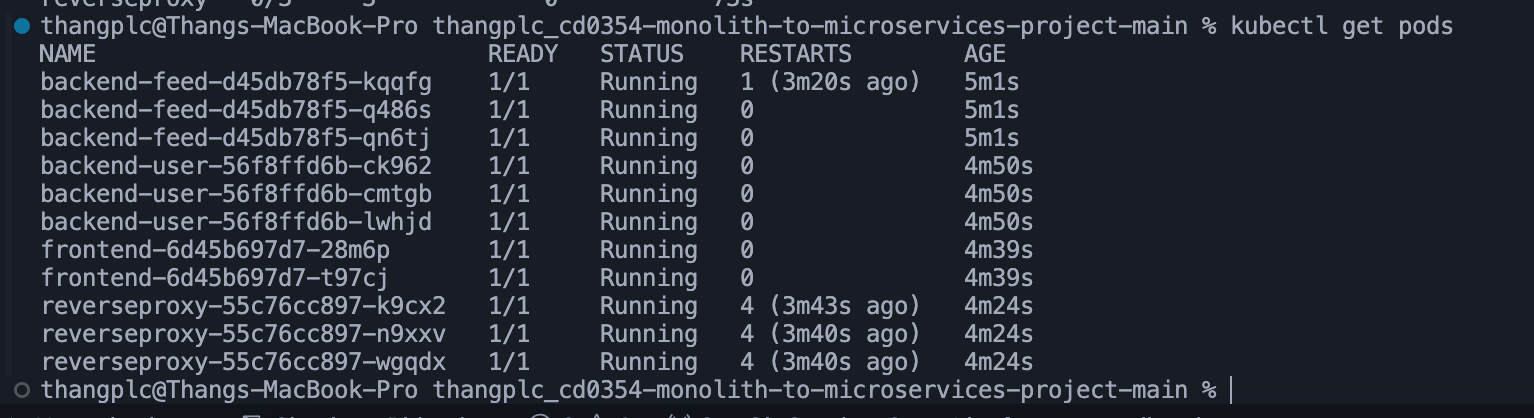 reverseproxy 0/3 3 0 73s
thangplc@Thangs-MacBook-Pro thangplc_cd0354-monolith-to-microservices-project-main % kubectl get pods
NAME READY STATUS RESTARTS AGE
backend-feed-d45db78f5-kqqfg 1/1 Running 1 (3m20s ago) 5m1s
backend-feed-d45db78f5-q486s 1/1 Running 0 5m1s
backend-feed-d45db78f5-qn6tj 1/1 Running 0 5m1s
backend-user-56f8ffd6b-ck962 1/1 Running 0 4m50s
backend-user-56f8ffd6b-cmtgb 1/1 Running 0 4m50s
backend-user-56f8ffd6b-lwhjd 1/1 Running 0 4m50s
frontend-6d45b697d7-28m6p 1/1 Running 0 4m39s
frontend-6d45b697d7-t97cj 1/1 Running 0 4m39s
reverseproxy-55c76cc897-k9cx2 1/1 Running 4 (3m43s ago) 4m24s
reverseproxy-55c76cc897-n9xxv 1/1 Running 4 (3m40s ago) 4m24s
reverseproxy-55c76cc897-wgqdx 1/1 Running 4 (3m40s ago) 4m24s
thangplc@Thangs-MacBook-Pro thangplc_cd0354-monolith-to-microservices-project-main %